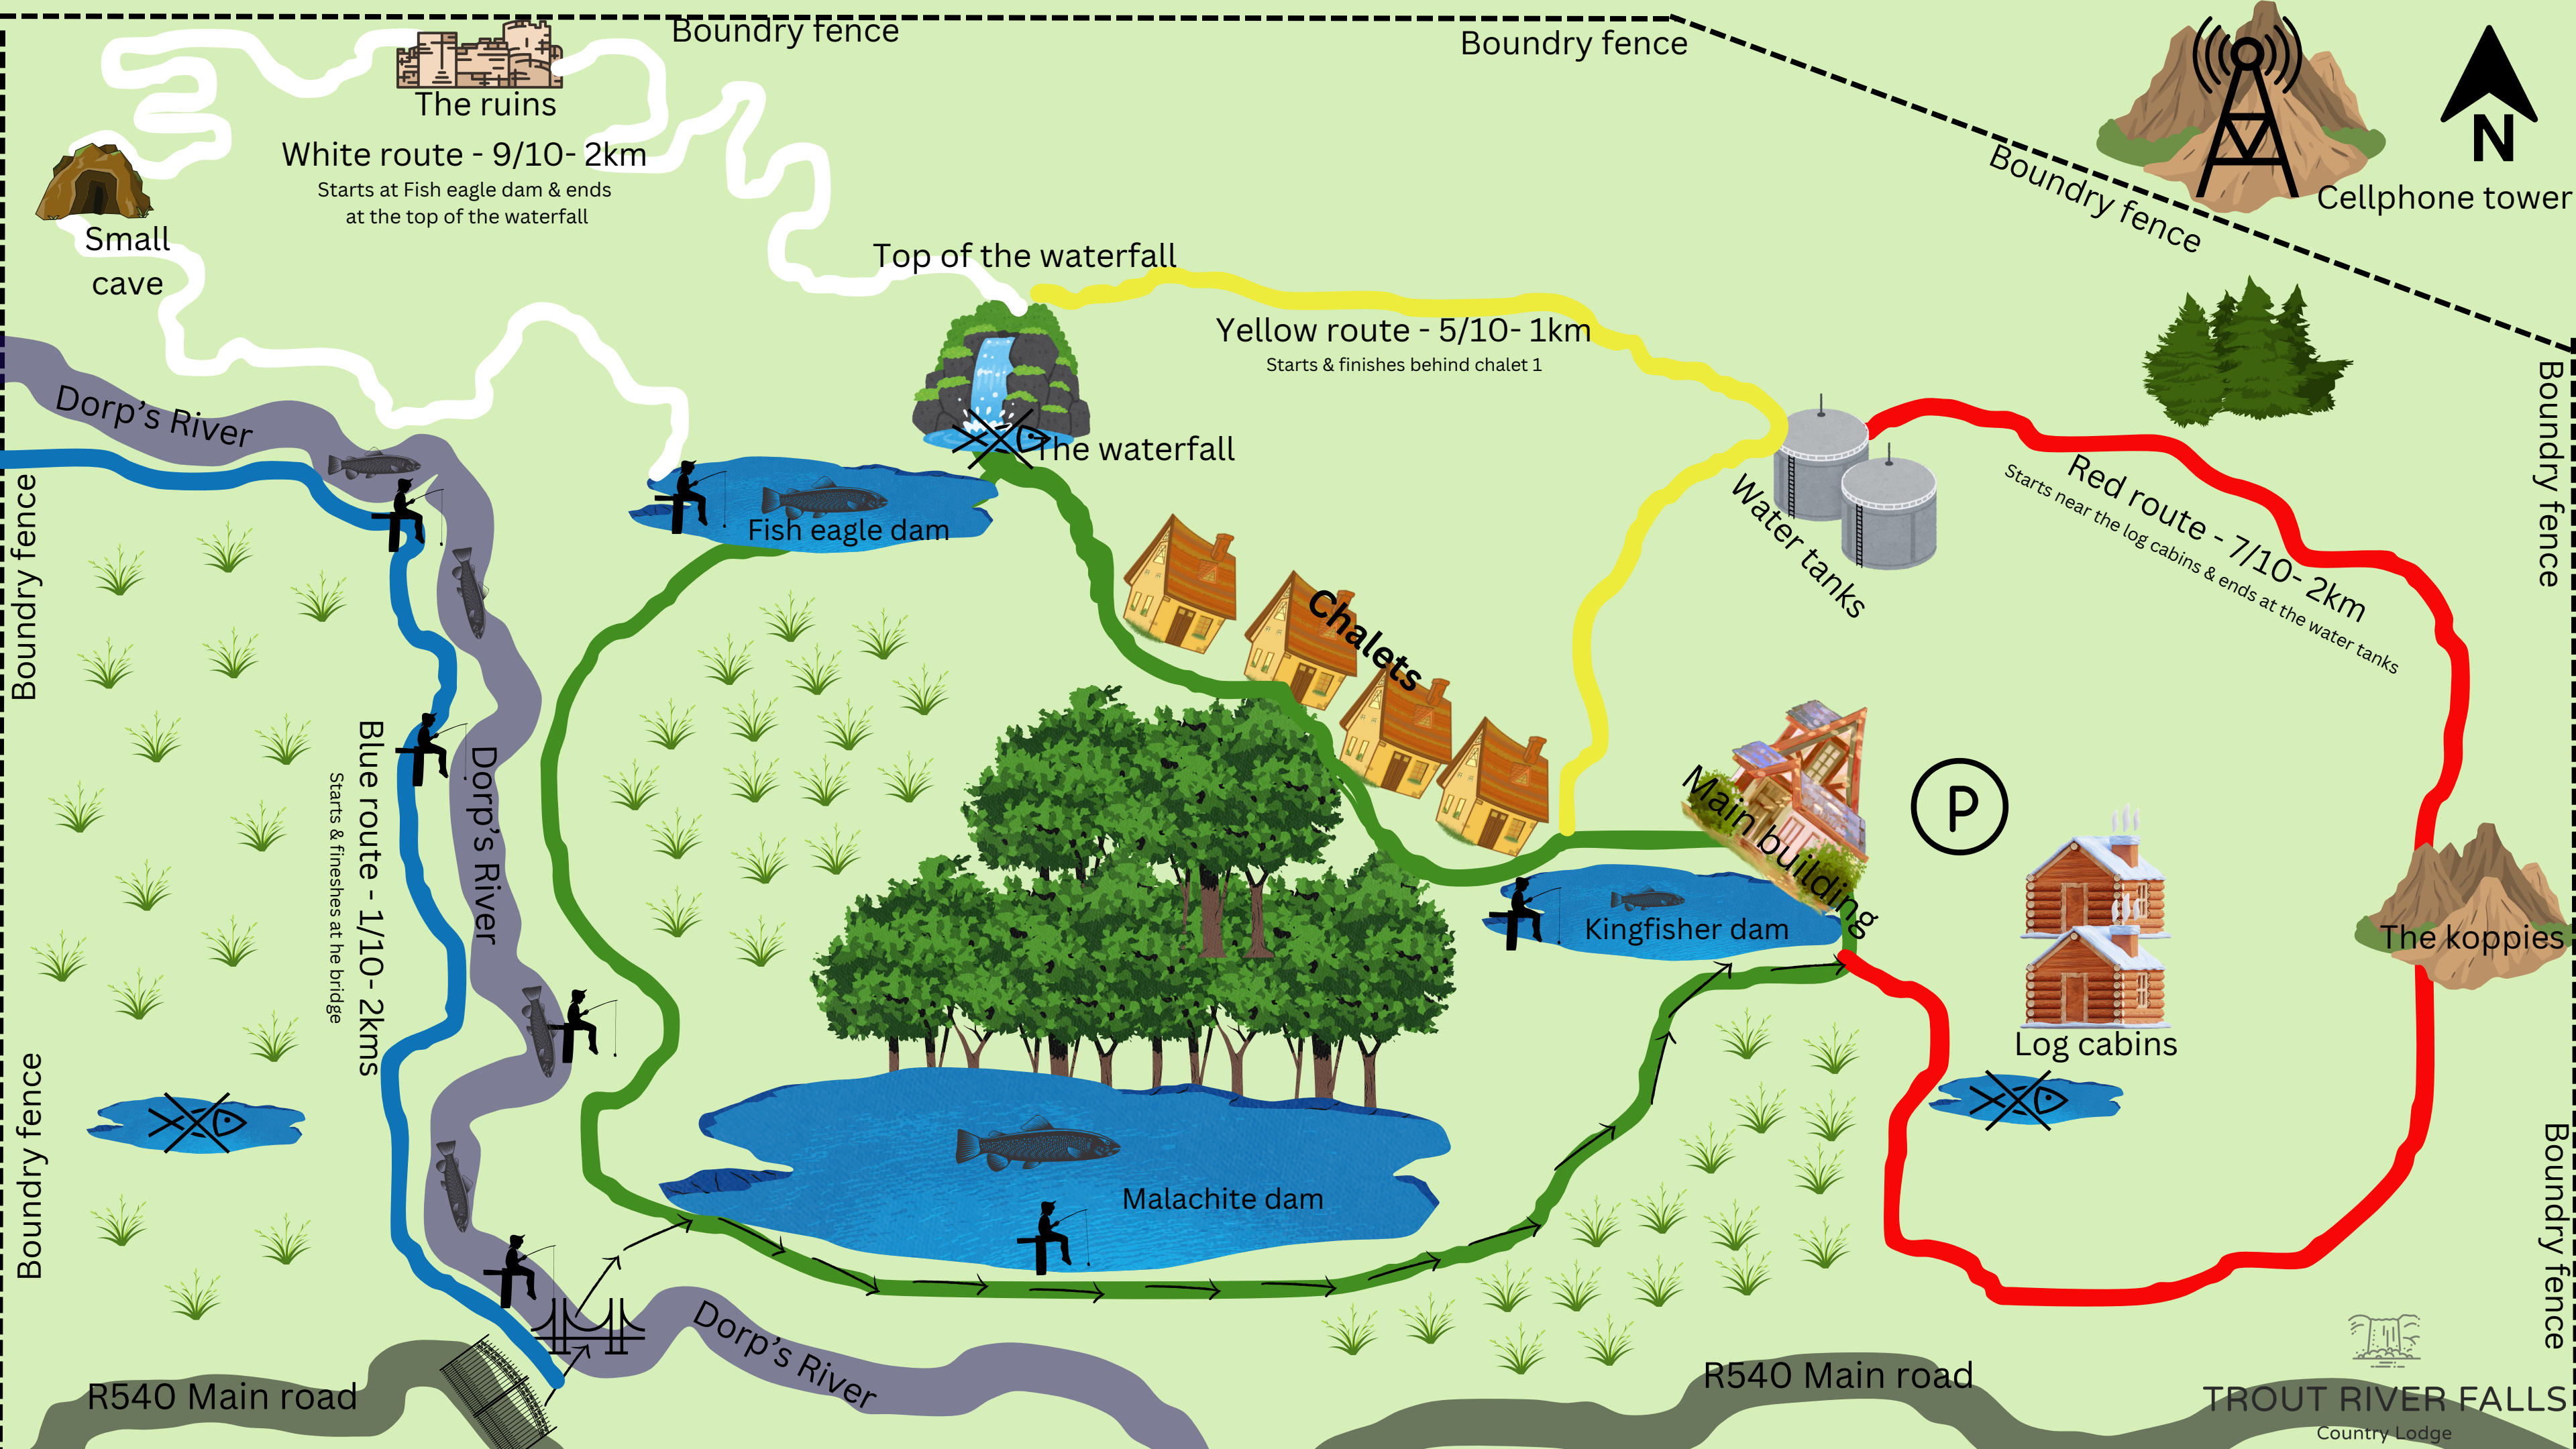 Boundry fence
Boundry fence
The ruins
White route - 9/10- 2km
Starts at Fish eagle dam & ends
at the top of the waterfall
Boundry fence
N
Cellphone tower
Small
cave
Top of the waterfall
Yellow route - 5/10- 1km
Starts & finishes behind chalet 1
Dorp's River
The waterfall
Boundry fence
Boundry fence
Fish eagle dam
Water tanks
Red route - 7/10- 2km
Starts near the log cabins & ends at the water tanks
Chalets
Blue route - 1/10- 2kms
Starts & fineshes at he bridge
Dorp's River
Main building
P
Kingfisher dam
The koppies
Log cabins
Boundry fence
Malachite dam
Boundry fence
Dorp's River
R540 Main road
R540 Main road
TROUT RIVER FALLS
Country Lodge